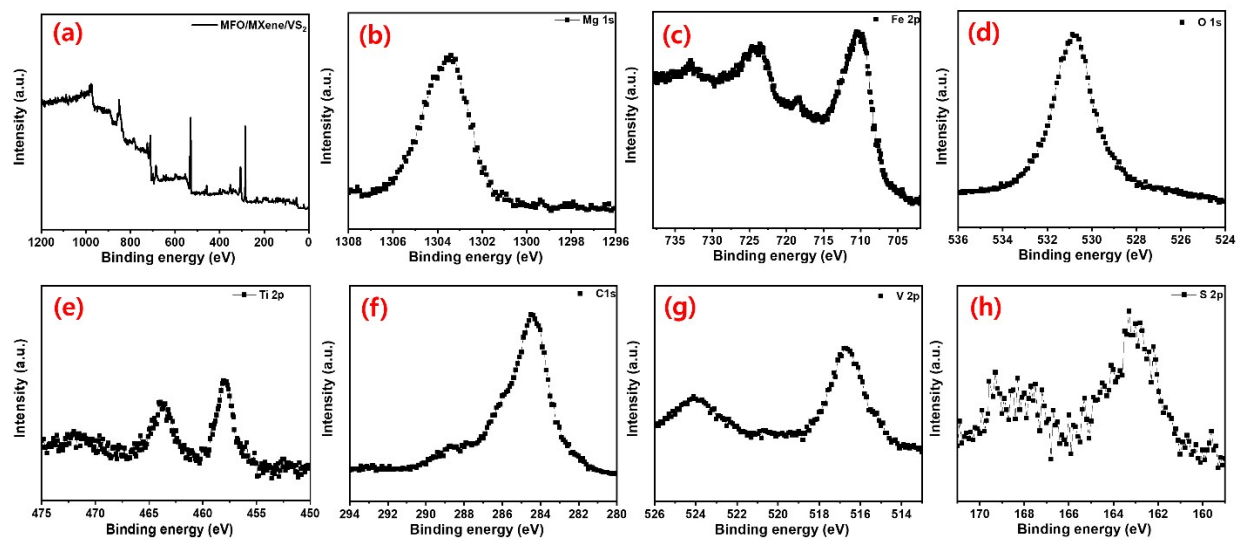 (a)
MFO/MXene/VS₂
Intensity (a.u.)
1200 1000 800 600 400 200 0
Binding energy (eV)
(b)
Mg 1s
Intensity (a.u.)
1308 1306 1304 1302 1300 1298 1296
Binding energy (eV)
(c)
Fe 2p
Intensity (a.u.)
735 730 725 720 715 710 705
Binding energy (eV)
(d)
O 1s
Intensity (a.u.)
536 534 532 530 528 526 524
Binding energy (eV)
(e)
Ti 2p
Intensity (a.u.)
475 470 465 460 455 450
Binding energy (eV)
(f)
C1s
Intensity (a.u.)
294 292 290 288 286 284 282 280
Binding energy (eV)
(g)
V 2p
Intensity (a.u.)
526 524 522 520 518 516 514
Binding energy (eV)
(h)
S 2p
Intensity (a.u.)
170 168 166 164 162 160
Binding energy (eV)